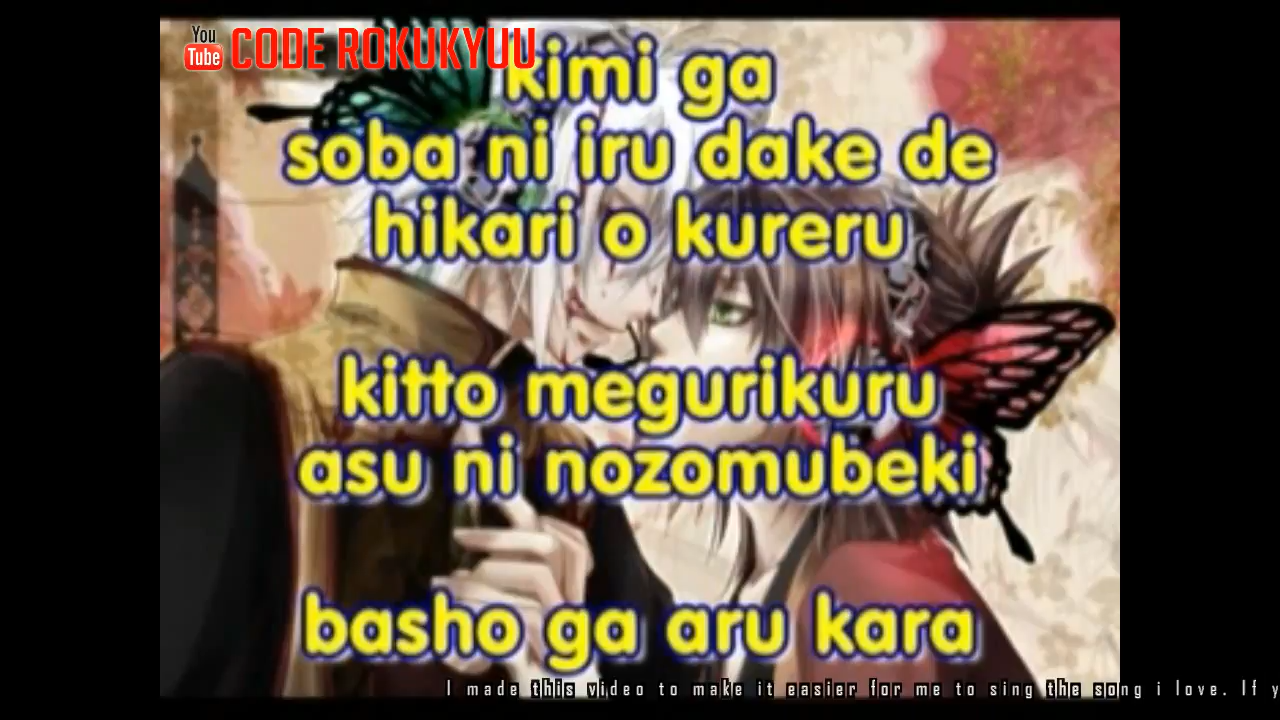 You
Tube
CODE ROKUKYUU
kimi ga
soba ni iru dake de
hikari o kureru
kitto megurikuru
asu ni nozomubeki
basho ga aru kara
I made this video to make it easier for me to sing the song i love. If y